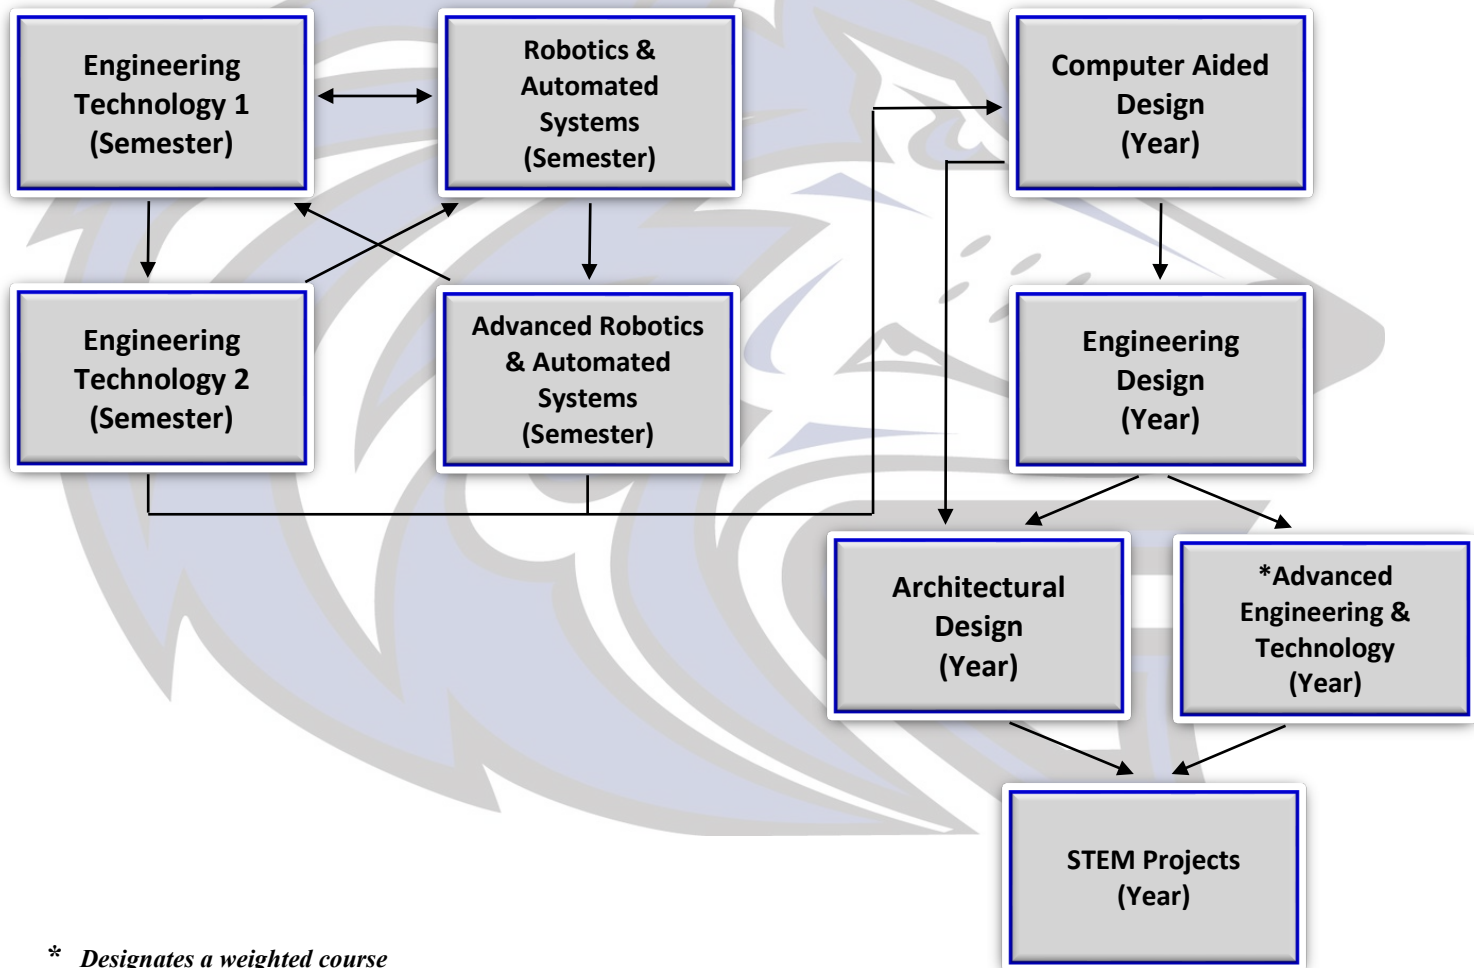 Engineering
Technology 1
(Semester)
Robotics &
Automated
Systems
(Semester)
Computer Aided
Design
(Year)
Engineering
Technology 2
(Semester)
Advanced Robotics
& Automated
Systems
(Semester)
Engineering
Design
(Year)
Architectural
Design
(Year)
*Advanced
Engineering &
Technology
(Year)
STEM Projects
(Year)
* Designates a weighted course